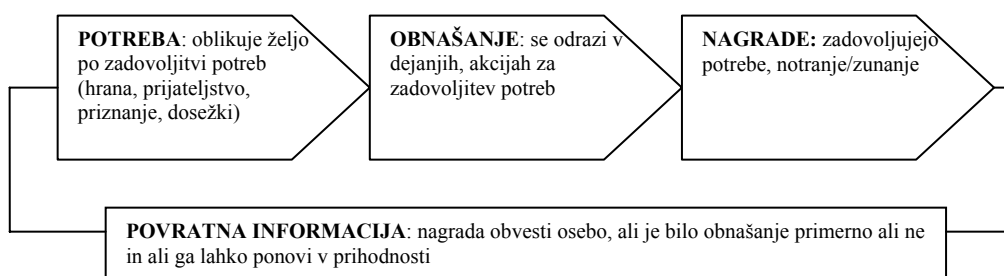 POTREBA: oblikuje željo
po zadovoljitvi potreb
(hrana, prijateljstvo,
priznanje, dosežki)
OBNAŠANJE: se odrazi v
dejanjih, akcijah za
zadovoljitev potreb
NAGRADE: zadovoljujejo
potrebe, notranje/zunanje
POVRATNA INFORMACIJA: nagrada obvesti osebo, ali je bilo obnašanje primerno ali ne
in ali ga lahko ponovi v prihodnosti